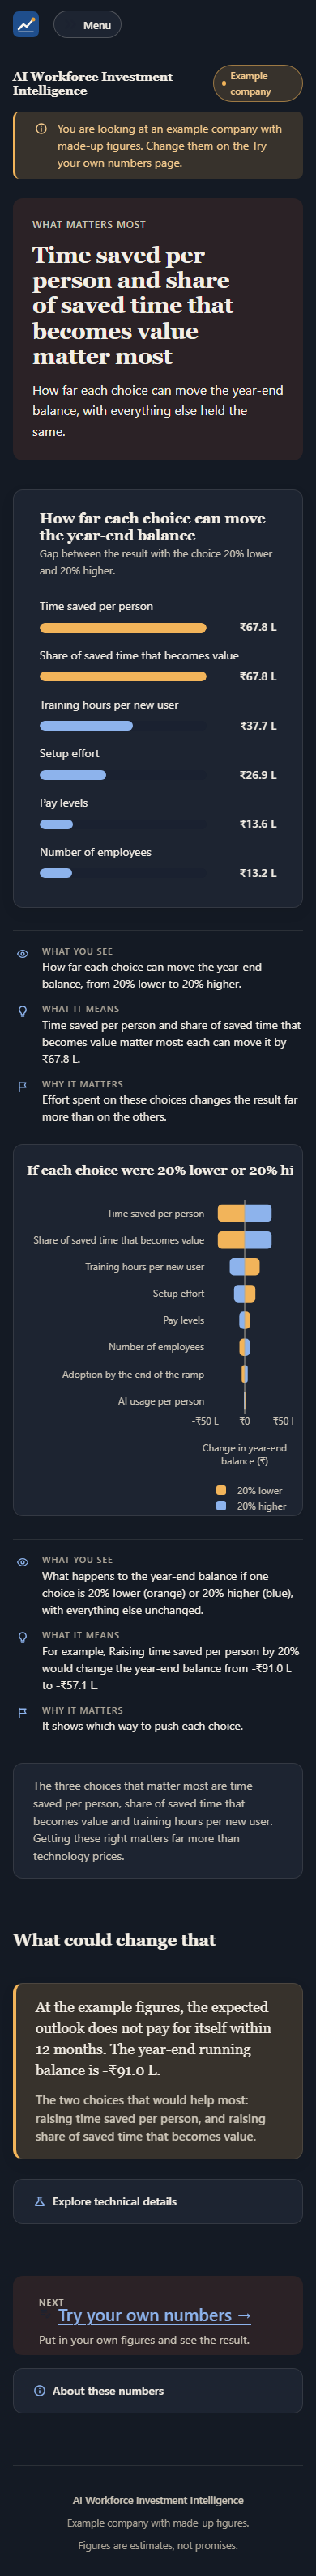 Menu
AI Workforce Investment
Intelligence
Example
company
You are looking at an example company with
made-up figures. Change them on the Try
your own numbers page.
WHAT MATTERS MOST
Time saved per
person and share
of saved time that
becomes value
matter most
How far each choice can move the year-end
balance, with everything else held the
same.
How far each choice can move
the year-end balance
Gap between the result with the choice 20% lower
and 20% higher.
Time saved per person
₹67.8 L
Share of saved time that becomes value
₹67.8 L
Training hours per new user
₹37.7 L
Setup effort
₹26.9 L
Pay levels
₹13.6 L
Number of employees
₹13.2 L
WHAT YOU SEE
How far each choice can move the year-end
balance, from 20% lower to 20% higher.
WHAT IT MEANS
Time saved per person and share of saved time that
becomes value matter most: each can move it by
₹67.8 L.
WHY IT MATTERS
Effort spent on these choices changes the result far
more than on the others.
If each choice were 20% lower or 20% hi
Time saved per person
Share of saved time that becomes value
Training hours per new user
Setup effort
Pay levels
Number of employees
Adoption by the end of the ramp
AI usage per person
-₹50 L ₹0 ₹50 l
Change in year-end
balance (₹)
20% lower
20% higher
WHAT YOU SEE
What happens to the year-end balance if one
choice is 20% lower (orange) or 20% higher (blue),
with everything else unchanged.
WHAT IT MEANS
For example, Raising time saved per person by 20%
would change the year-end balance from -₹91.0 L
to -₹57.1 L.
WHY IT MATTERS
It shows which way to push each choice.
The three choices that matter most are time
saved per person, share of saved time that
becomes value and training hours per new user.
Getting these right matters far more than
technology prices.
What could change that
At the example figures, the expected
outlook does not pay for itself within
12 months. The year-end running
balance is -₹91.0 L.
The two choices that would help most:
raising time saved per person, and raising
share of saved time that becomes value.
Explore technical details
NEXT
Try your own numbers →
Put in your own figures and see the result.
About these numbers
AI Workforce Investment Intelligence
Example company with made-up figures.
Figures are estimates, not promises.